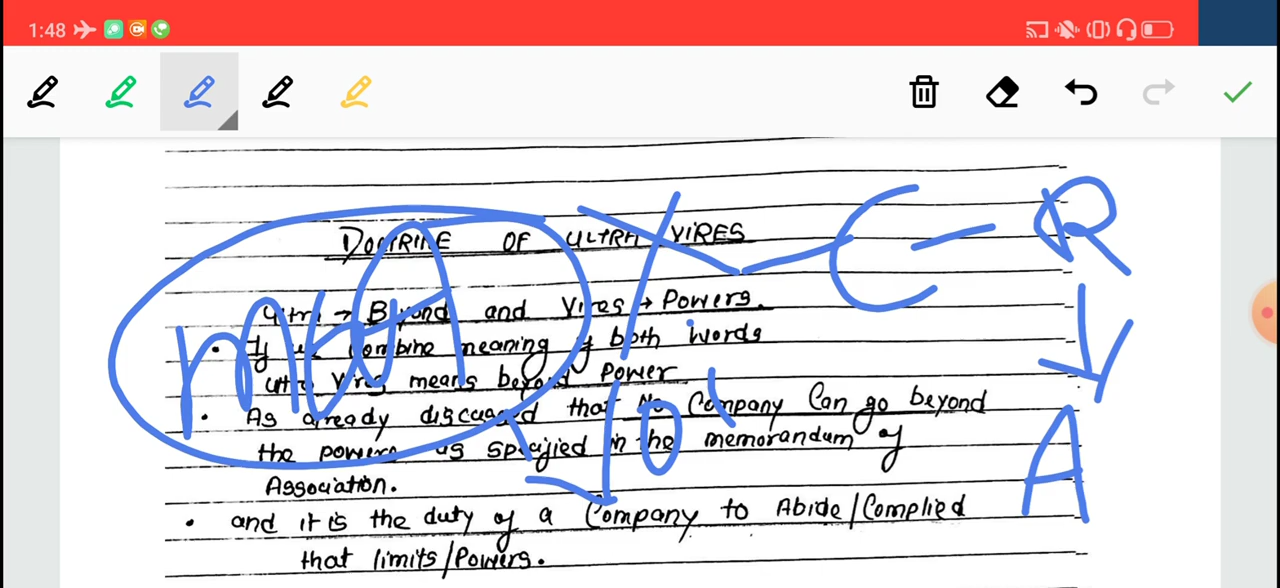 1:48
DOCTRINE OF ULTRA VIRES
Ultra → Beyond and Vires → Powers.
• If we Combine meaning of both words
Ultra Vires means beyond Power
• As already discussed that No Company Can go beyond
the powers as specified in the memorandum of
Association.
• and it is the duty of a Company to Abide/Complied
that limits/Powers.
MOA
C - R
A